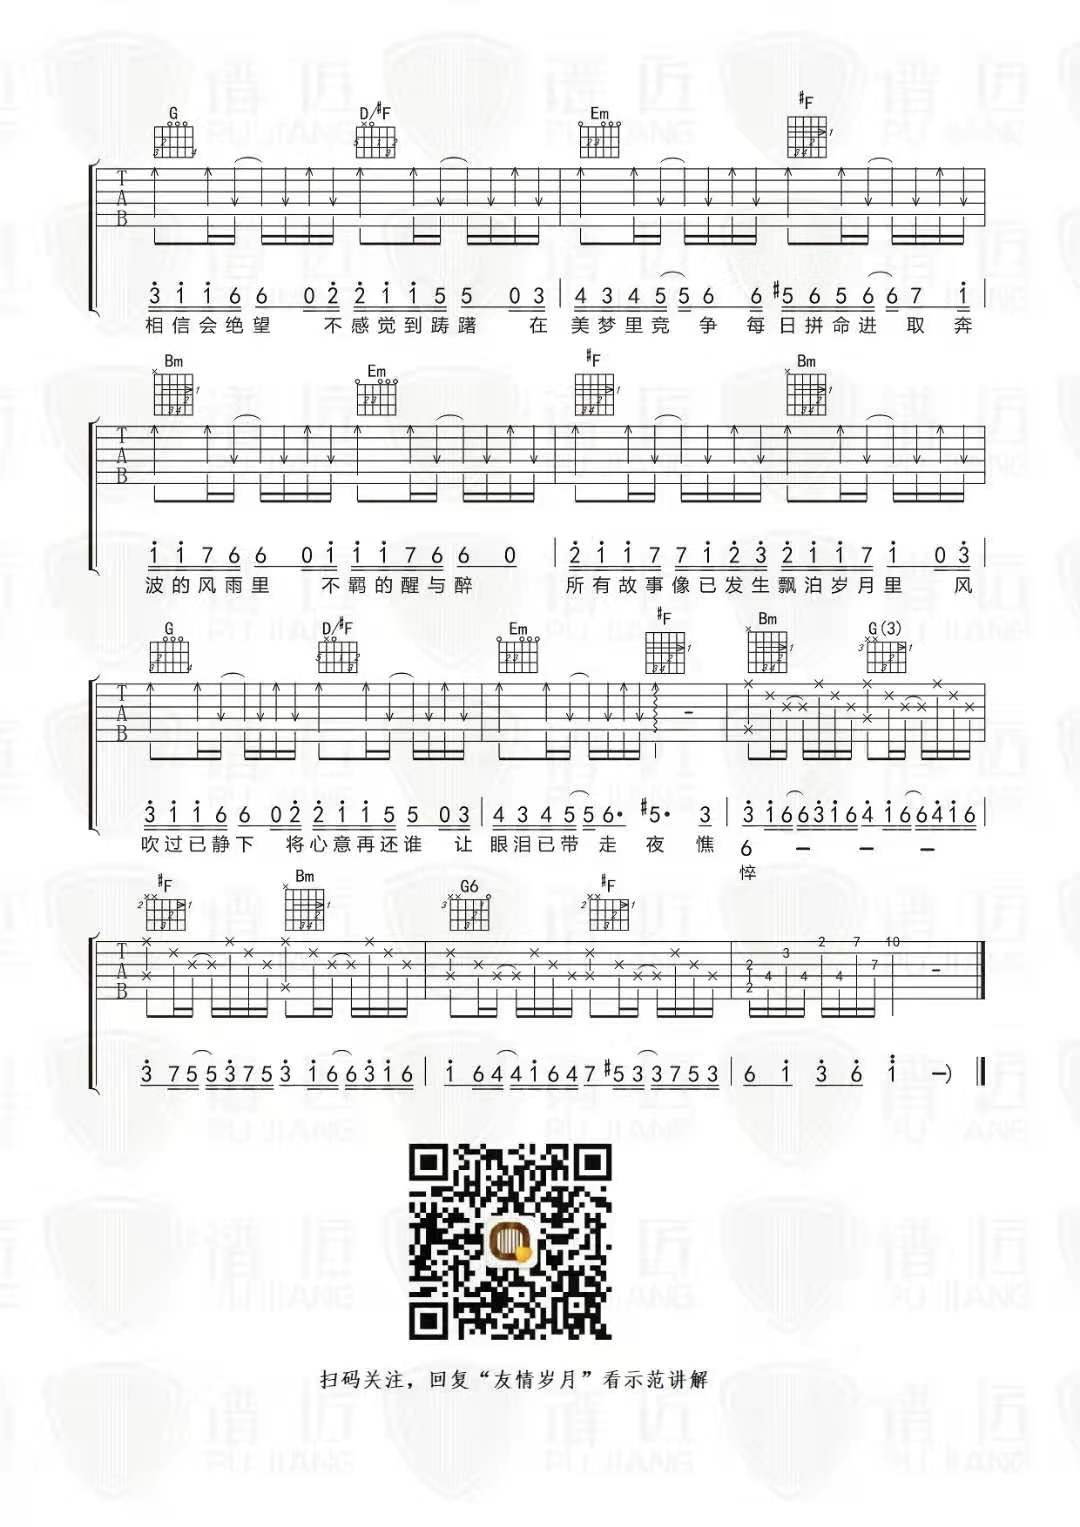 G D/#F Em #F
T
A
B
3 1 1 6 6 0 2 2 1 1 5 5 0 3 | 4 3 4 5 5 6 6 #5 6 5 6 6 7 1 |
相信会绝望 不感觉到踌躇 在 美梦里竞争 每日拼命进取 奔
Bm Em #F Bm
T
A
B
1 1 7 6 6 0 1 1 1 7 6 6 0 | 2 1 1 7 7 1 2 3 2 1 1 7 1 0 3 |
波的风雨里 不羁的醒与醉 所有故事像已发生飘泊岁月里 风
G D/#F Em #F Bm G(3)
T
A
B
3 1 1 6 6 0 2 2 1 1 5 5 0 3 | 4 3 4 5 5 6· #5· 3 | 3 1 6 6 3 1 6 4 1 6 6 4 1 6 |
吹过已静下 将心意再还谁 让 眼泪已带走 夜 憔
6 – – –
悴
#F Bm G6 #F
T
A
B
2 2 4 3 4 2 4 7 7 10 –
3 7 5 5 3 7 5 3 1 6 6 3 1 6 | 1 6 4 4 1 6 4 7 #5 3 3 7 5 3 | 6 1 3 6 1 –)
扫码关注，回复“友情岁月”看示范讲解